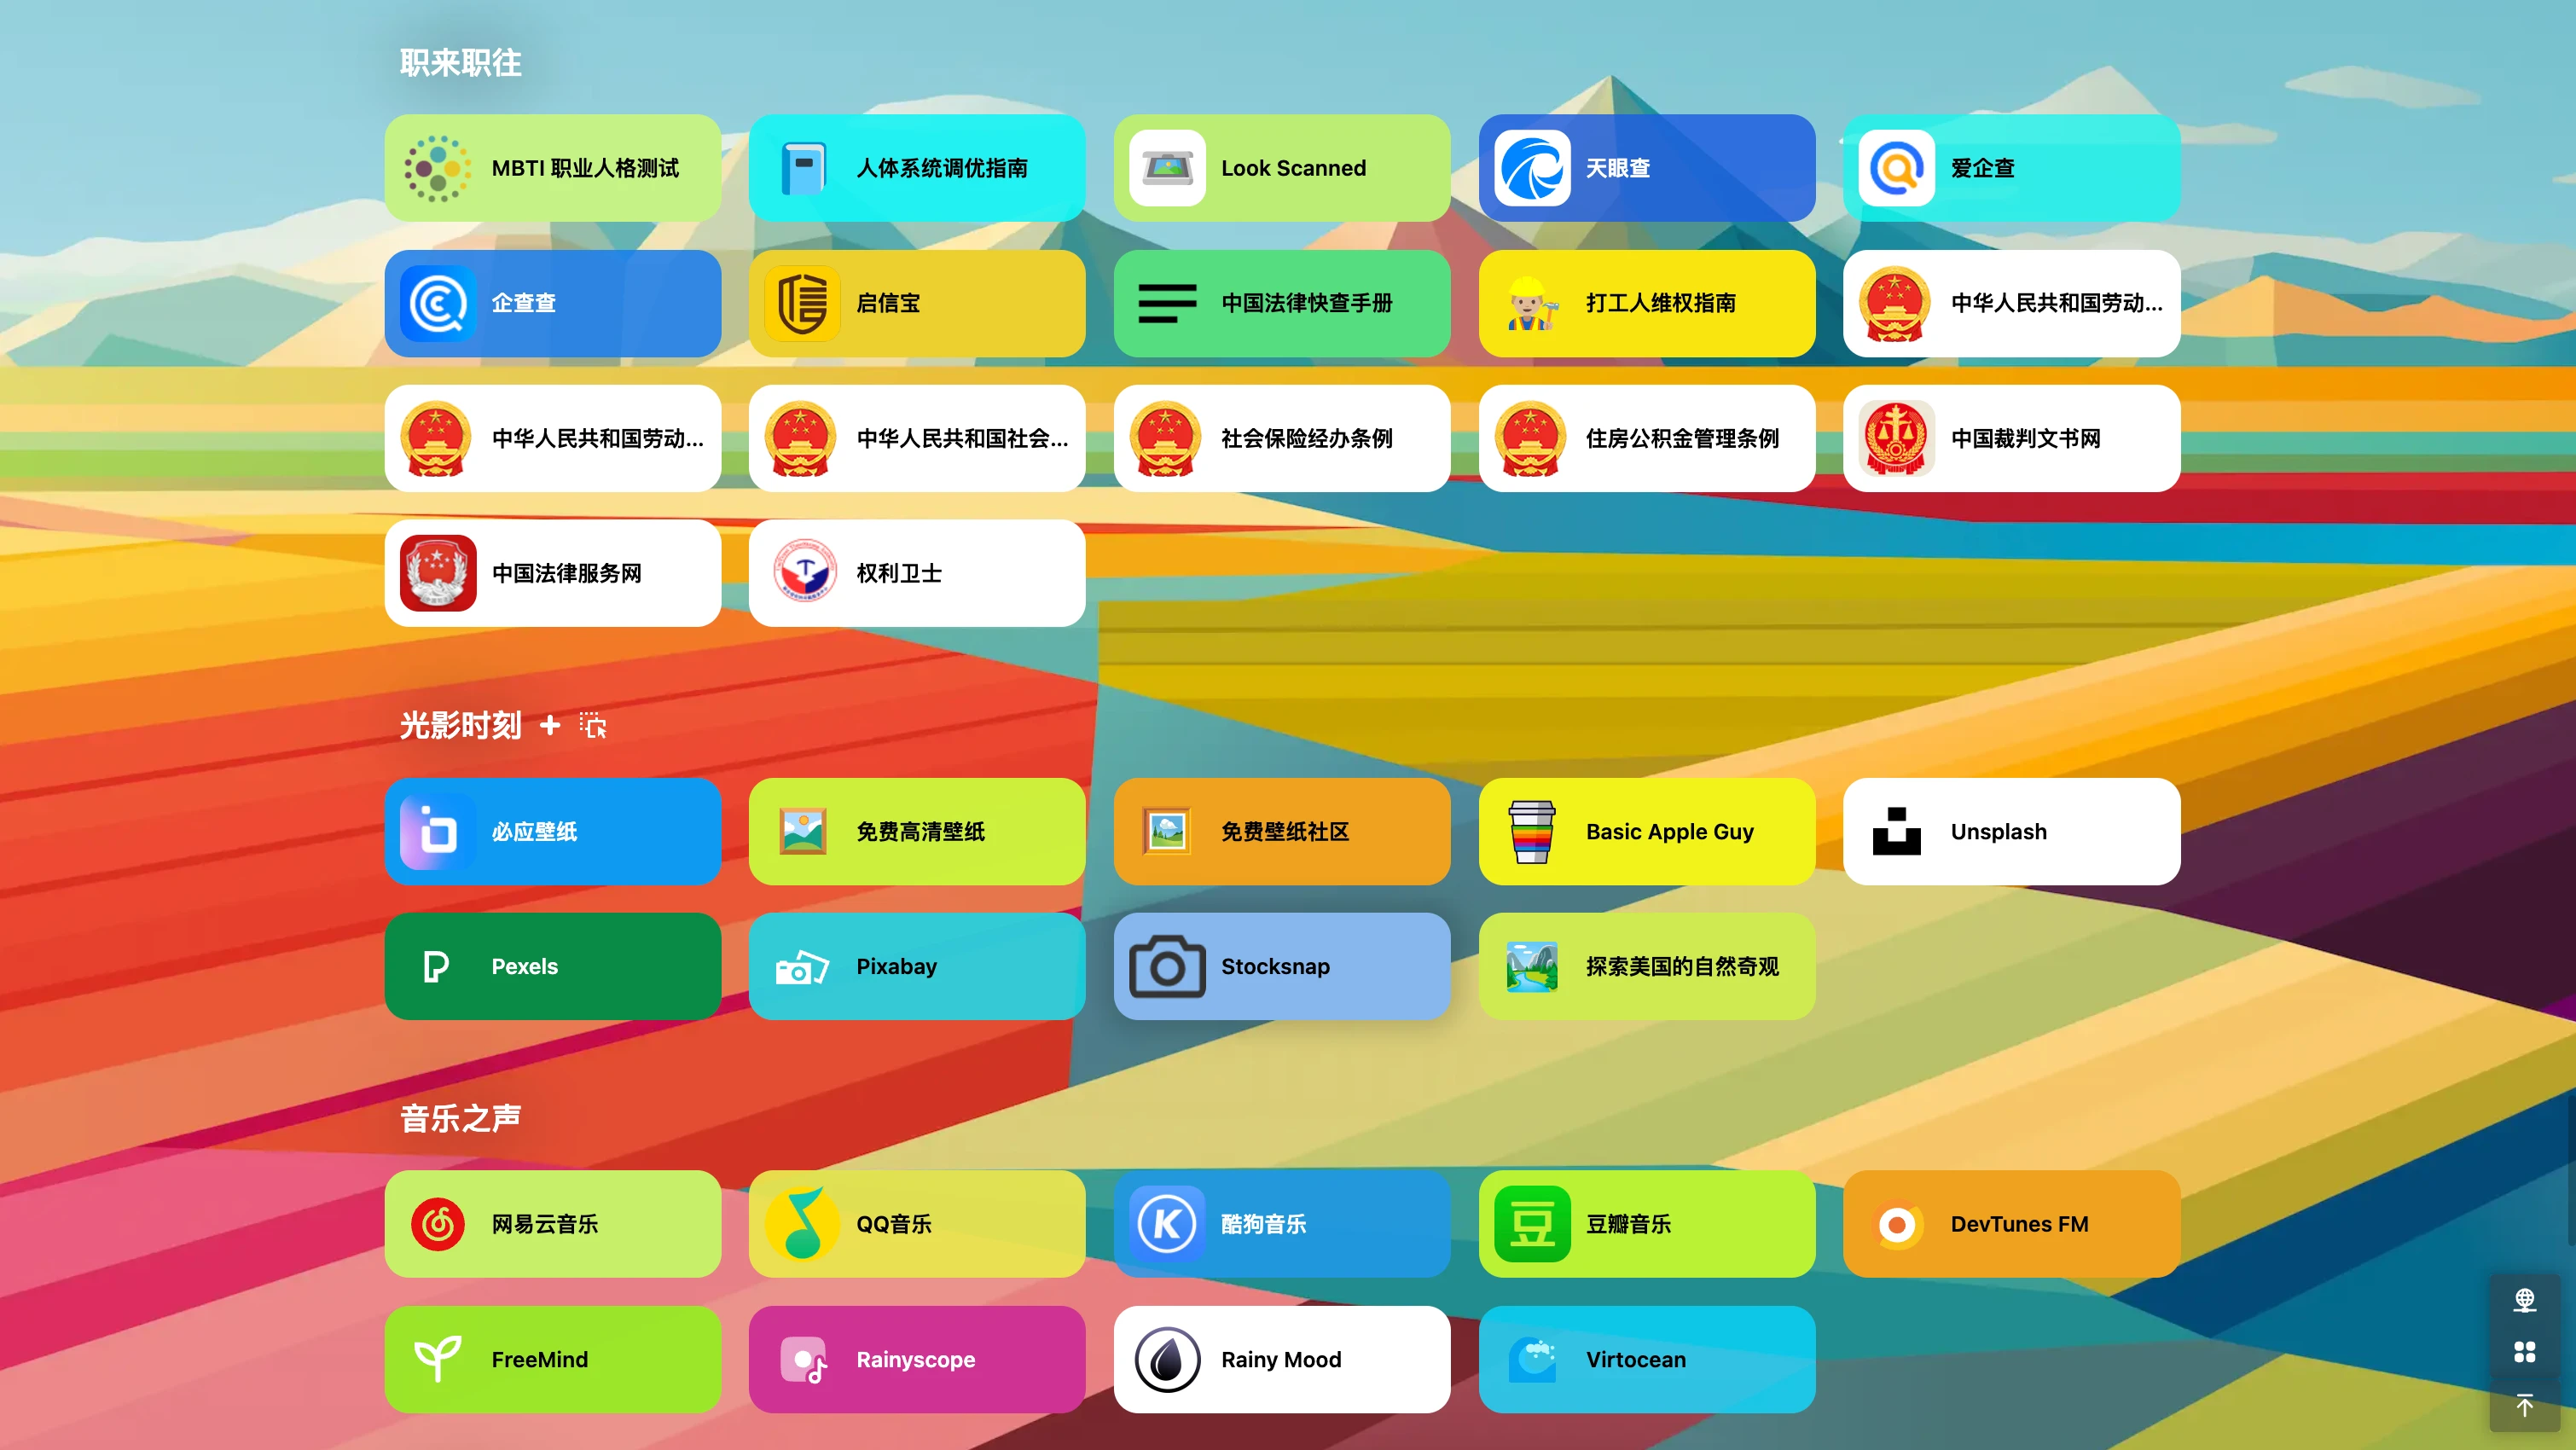 职来职往
MBTI 职业人格测试
人体系统调优指南
Look Scanned
天眼查
爱企查
企查查
启信宝
中国法律快查手册
打工人维权指南
中华人民共和国劳动...
中华人民共和国劳动...
中华人民共和国社会...
社会保险经办条例
住房公积金管理条例
中国裁判文书网
中国法律服务网
权利卫士
光影时刻
必应壁纸
免费高清壁纸
免费壁纸社区
Basic Apple Guy
Unsplash
Pexels
Pixabay
Stocksnap
探索美国的自然奇观
音乐之声
网易云音乐
QQ音乐
酷狗音乐
豆瓣音乐
DevTunes FM
FreeMind
Rainyscope
Rainy Mood
Virtocean